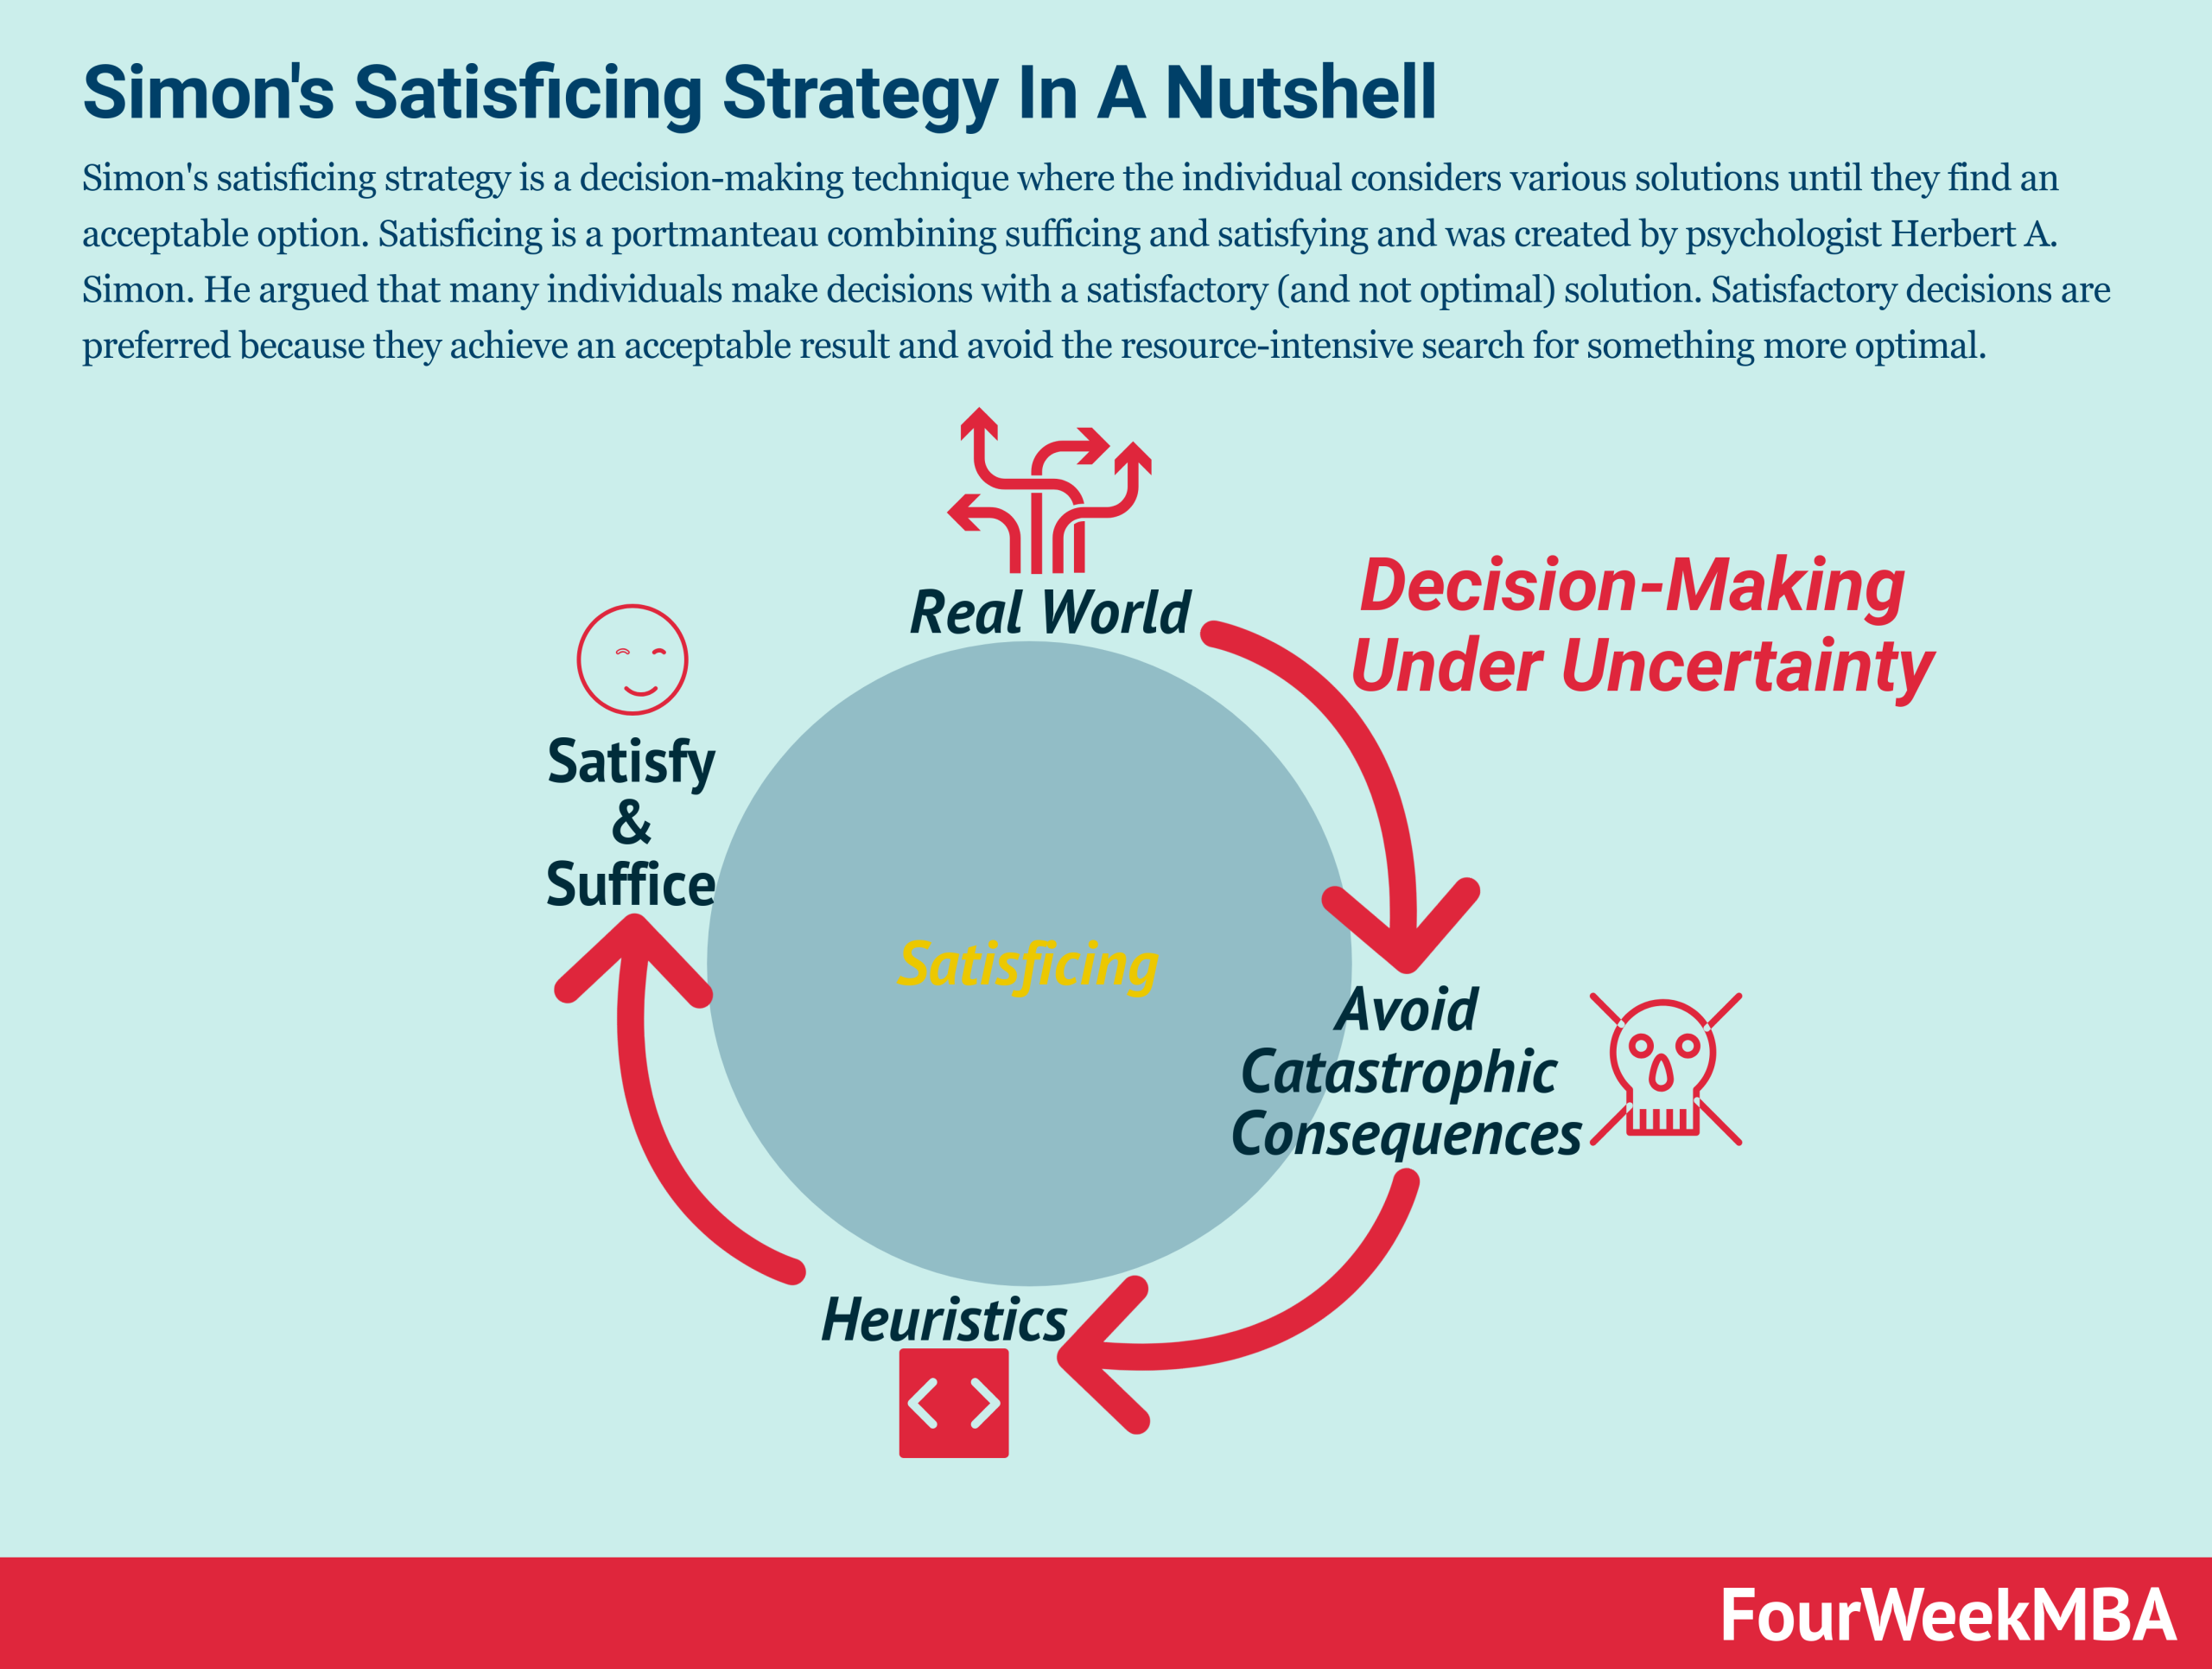 Simon's Satisficing Strategy In A Nutshell
Simon's satisficing strategy is a decision-making technique where the individual considers various solutions until they find an
acceptable option. Satisficing is a portmanteau combining sufficing and satisfying and was created by psychologist Herbert A.
Simon. He argued that many individuals make decisions with a satisfactory (and not optimal) solution. Satisfactory decisions are
preferred because they achieve an acceptable result and avoid the resource-intensive search for something more optimal.
Real World
Decision-Making
Under Uncertainty
Satisfy
&
Suffice
Satisficing
Avoid
Catastrophic
Consequences
Heuristics
FourWeekMBA